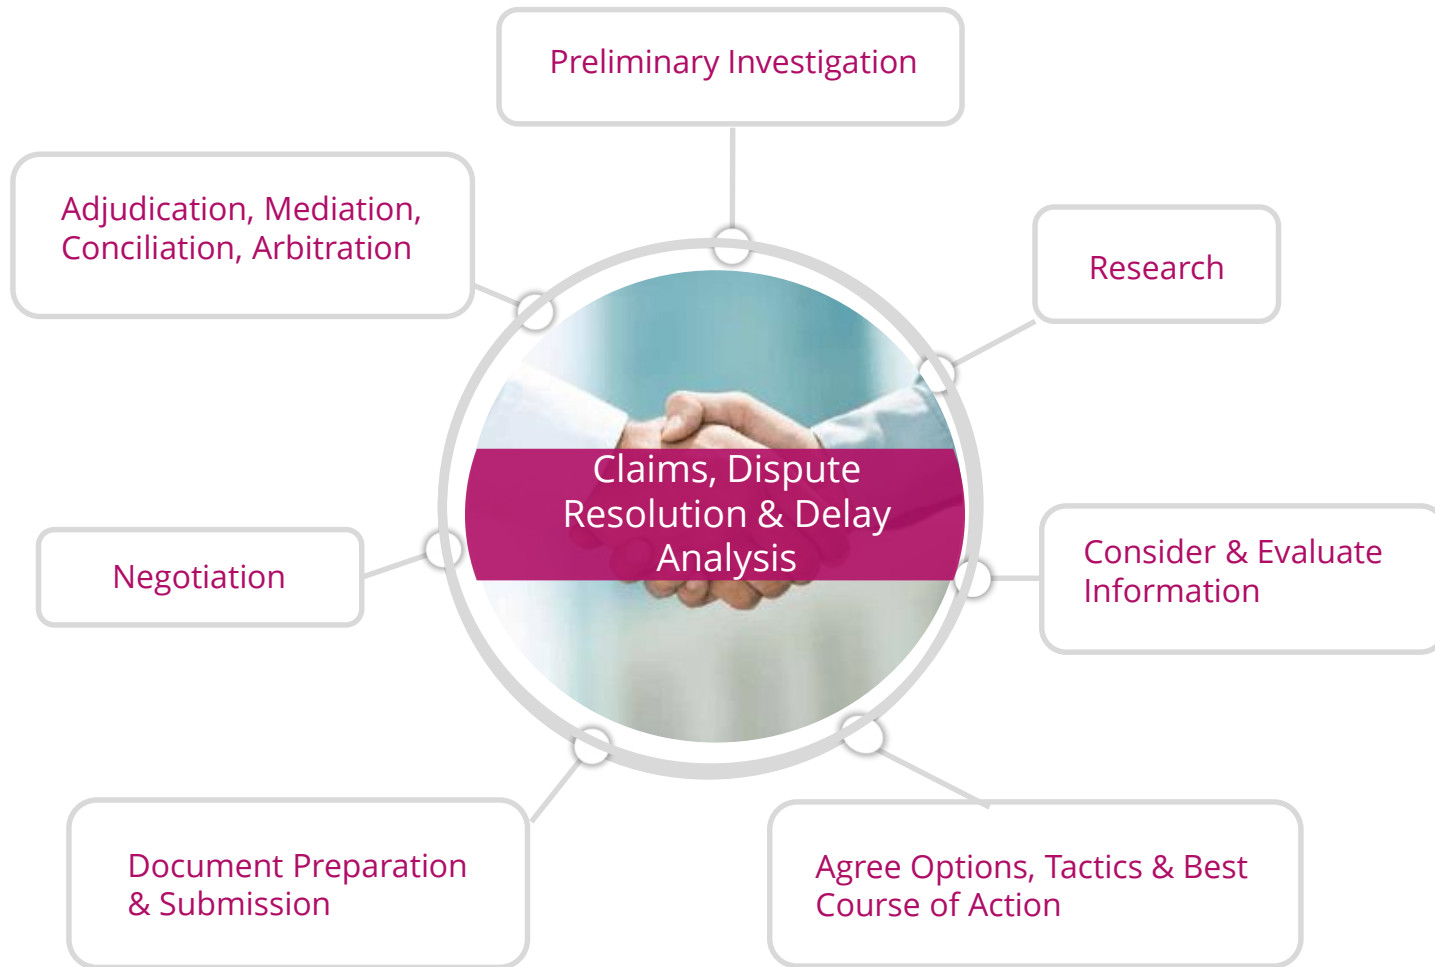 Preliminary Investigation
Adjudication, Mediation,
Conciliation, Arbitration
Research
Claims, Dispute
Resolution & Delay
Analysis
Consider & Evaluate
Information
Negotiation
Document Preparation
& Submission
Agree Options, Tactics & Best
Course of Action